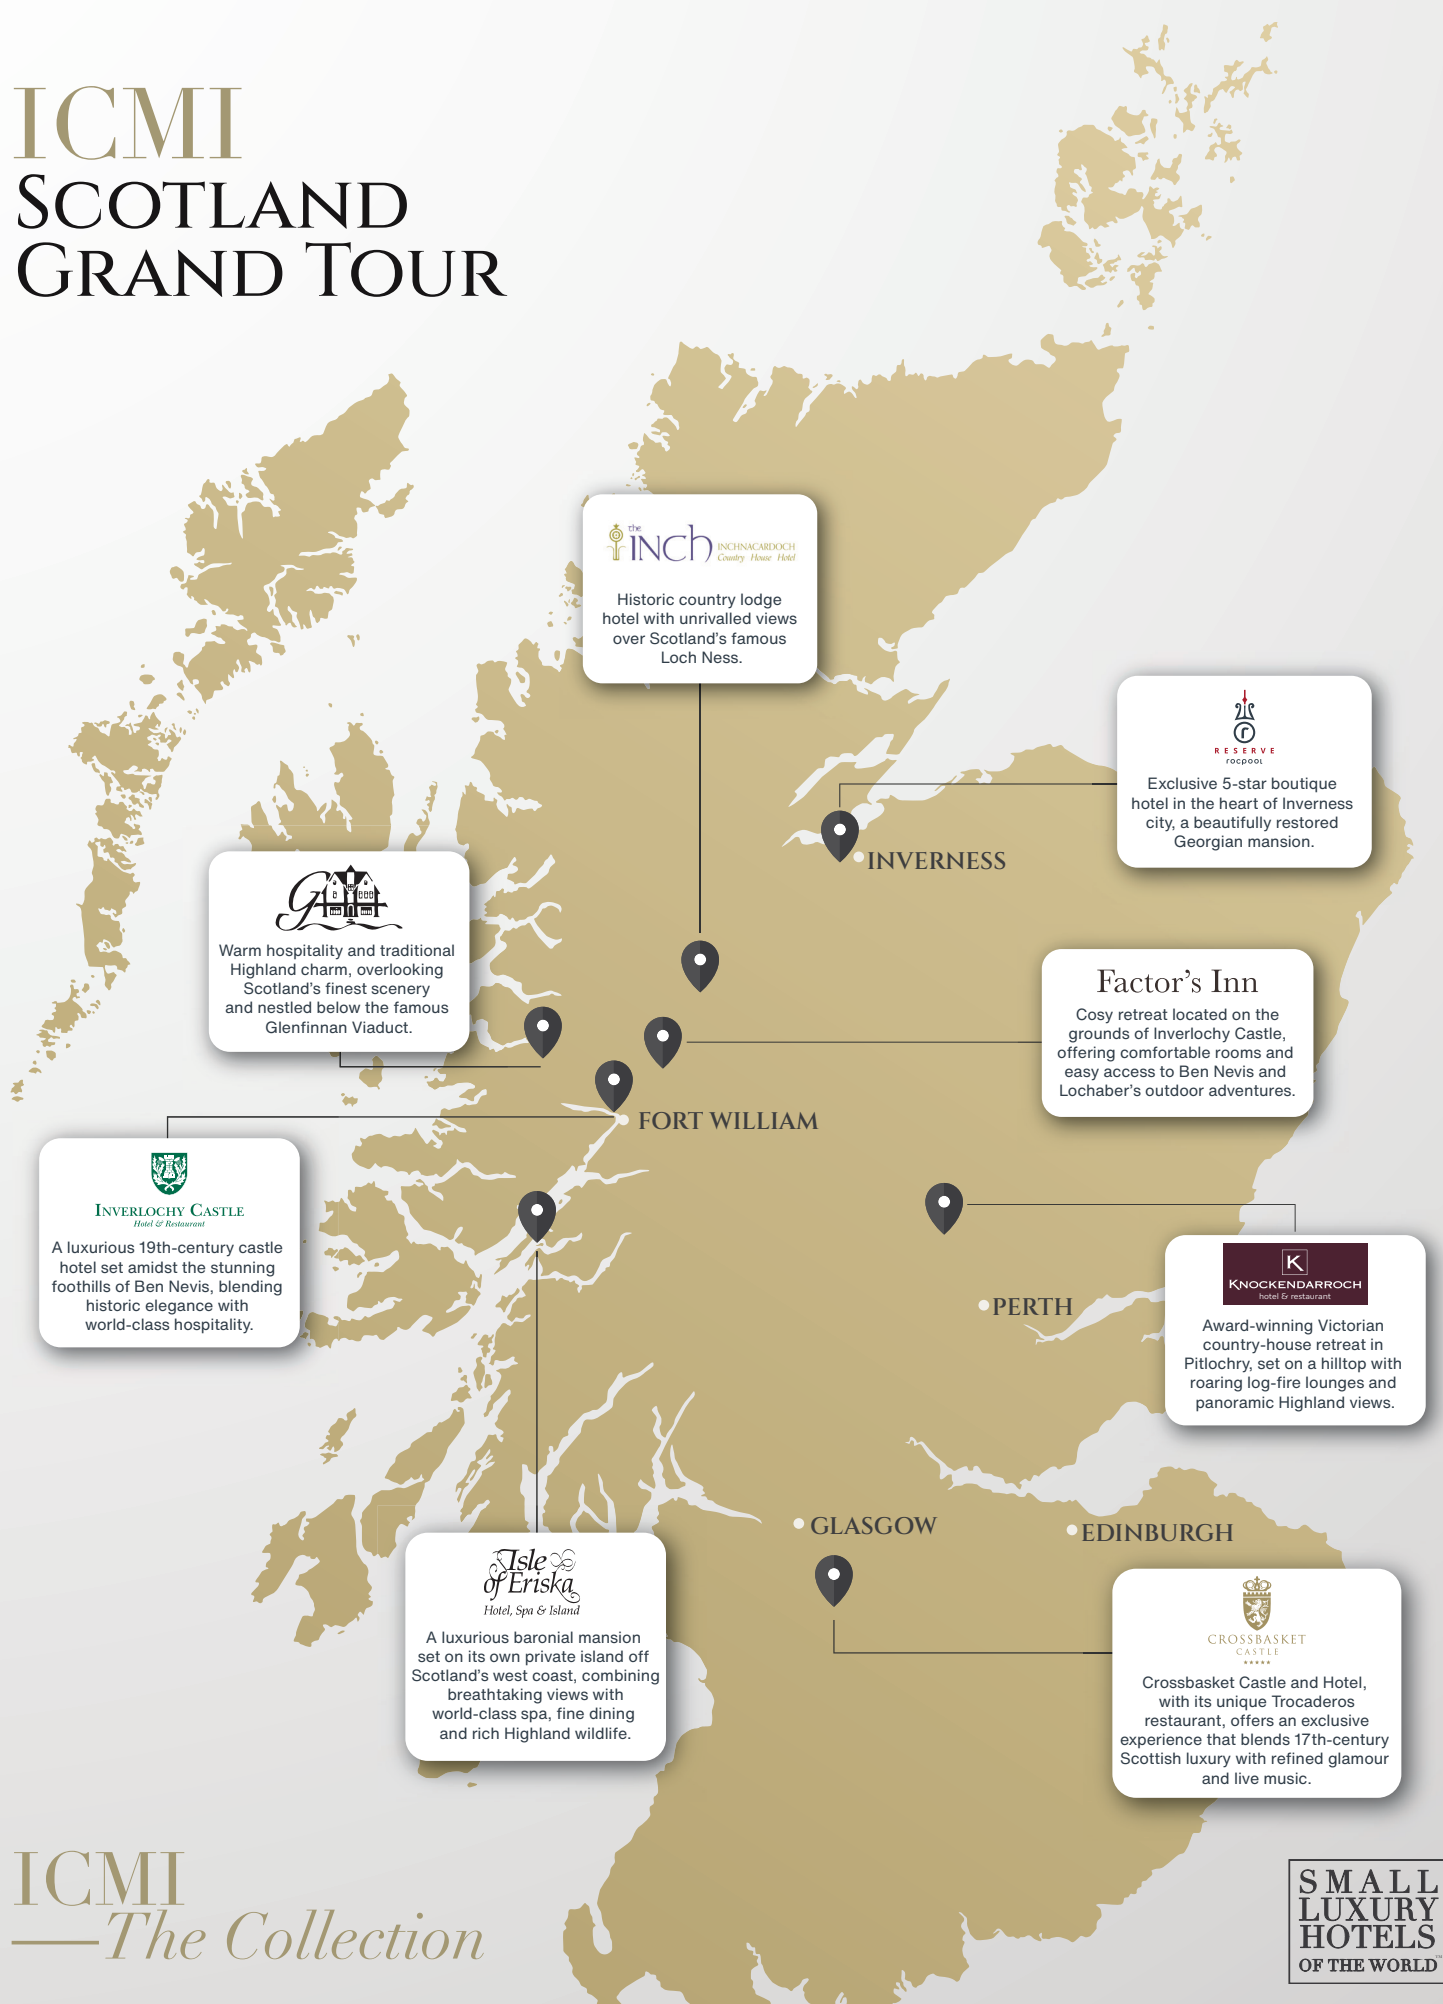 ICMI
SCOTLAND
GRAND TOUR
the
INCH
INCHNACARDOCH
Country House Hotel
Historic country lodge
hotel with unrivalled views
over Scotland's famous
Loch Ness.
r
RESERVE
rocpool
Exclusive 5-star boutique
hotel in the heart of Inverness
city, a beautifully restored
Georgian mansion.
INVERNESS
G
Warm hospitality and traditional
Highland charm, overlooking
Scotland's finest scenery
and nestled below the famous
Glenfinnan Viaduct.
Factor's Inn
Cosy retreat located on the
grounds of Inverlochy Castle,
offering comfortable rooms and
easy access to Ben Nevis and
Lochaber's outdoor adventures.
FORT WILLIAM
INVERLOCHY CASTLE
Hotel & Restaurant
A luxurious 19th-century castle
hotel set amidst the stunning
foothills of Ben Nevis, blending
historic elegance with
world-class hospitality.
K
KNOCKENDARROCH
hotel & restaurant
Award-winning Victorian
country-house retreat in
Pitlochry, set on a hilltop with
roaring log-fire lounges and
panoramic Highland views.
PERTH
GLASGOW
EDINBURGH
Isle
of Eriska
Hotel, Spa & Island
A luxurious baronial mansion
set on its own private island off
Scotland's west coast, combining
breathtaking views with
world-class spa, fine dining
and rich Highland wildlife.
CROSSBASKET
CASTLE
★★★★★
Crossbasket Castle and Hotel,
with its unique Trocaderos
restaurant, offers an exclusive
experience that blends 17th-century
Scottish luxury with refined glamour
and live music.
ICMI
The Collection
SMALL
LUXURY
HOTELS
OF THE WORLD™